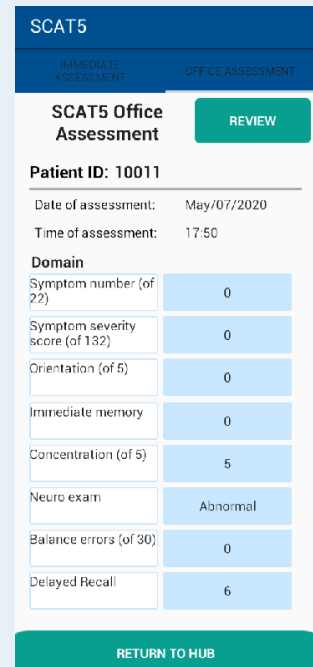 SCAT5
IMMEDIATE
ASSESSMENT
OFFICE ASSESSMENT
SCAT5 Office
Assessment
REVIEW
Patient ID: 10011
Date of assessment: May/07/2020
Time of assessment: 17:50
Domain
Symptom number (of
22)
0
Symptom severity
score (of 132)
0
Orientation (of 5)
0
Immediate memory
0
Concentration (of 5)
5
Neuro exam
Abnormal
Balance errors (of 30)
0
Delayed Recall
6
RETURN TO HUB